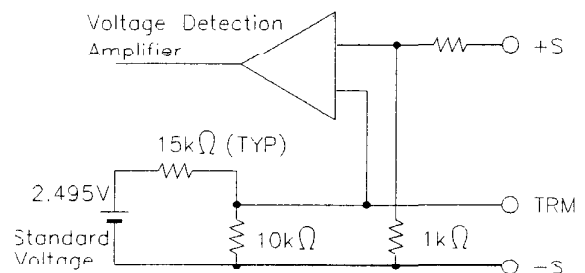 Voltage Detection
Amplifier
+S
15kΩ (TYP)
2.495V
TRM
Standard
Voltage
10kΩ
1kΩ
-S